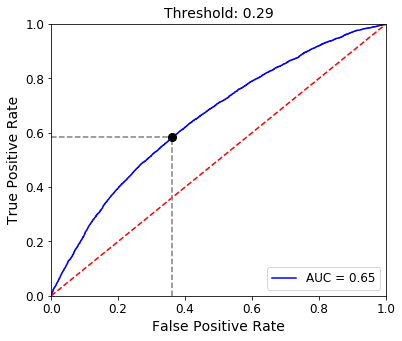 Threshold: 0.29
1.0
0.8
0.6
0.4
0.2
0.0
True Positive Rate
AUC = 0.65
0.0 0.2 0.4 0.6 0.8 1.0
False Positive Rate